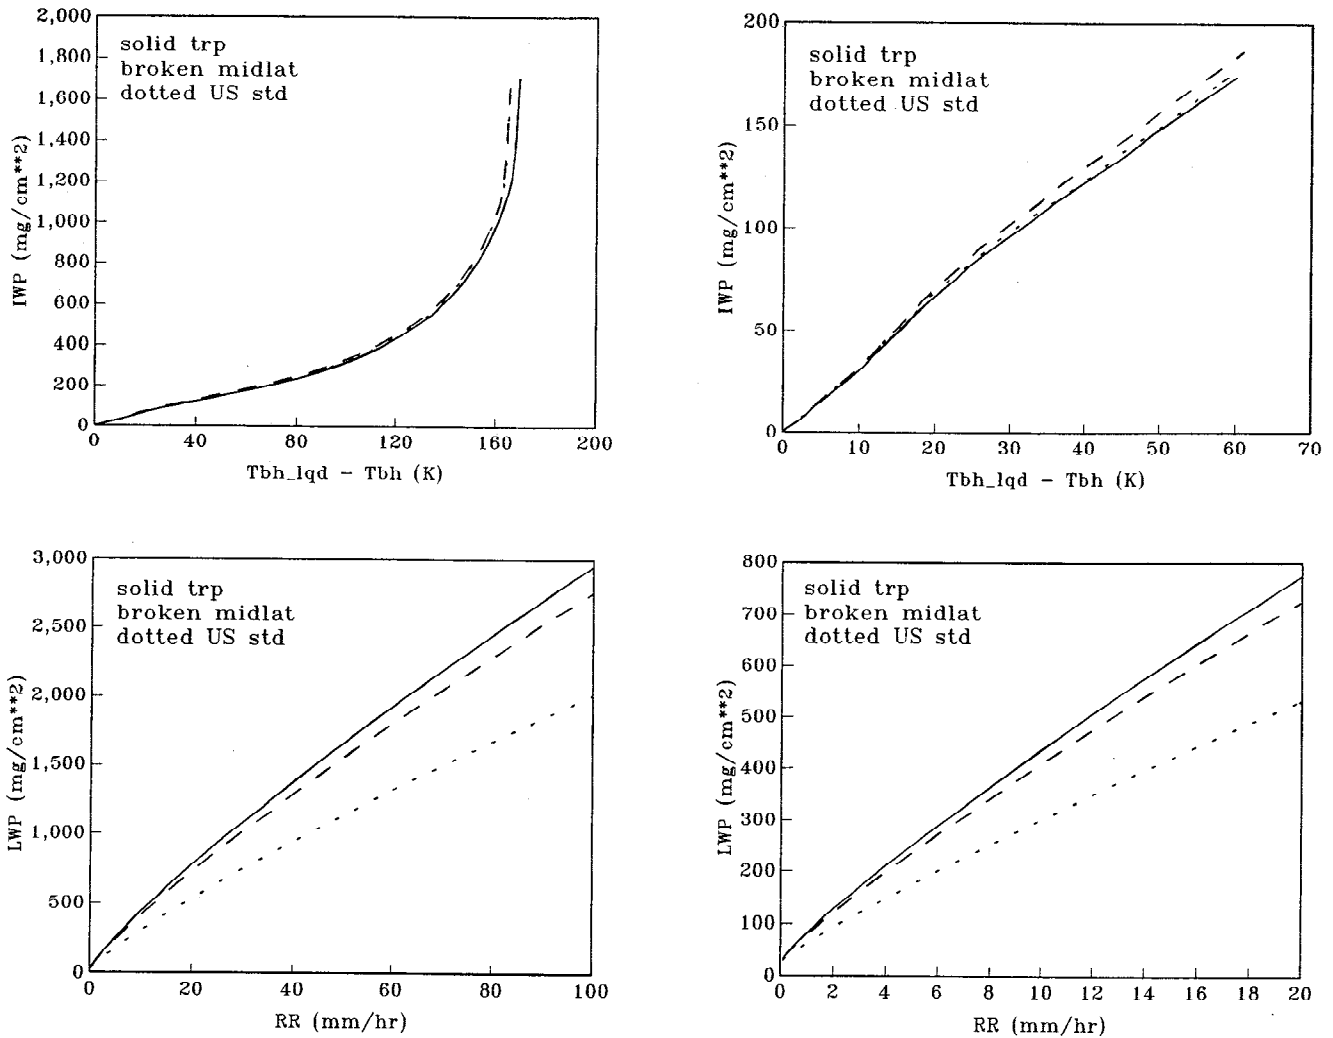 2,000
1,800
1,600
1,400
1,200
1,000
800
600
400
200
0
IWP (mg/cm**2)
solid trp
broken midlat
dotted US std
0 40 80 120 160 200
Tbh_lqd - Tbh (K)
200
150
100
50
0
IWP (mg/cm**2)
solid trp
broken midlat
dotted US std
0 10 20 30 40 50 60 70
Tbh_lqd - Tbh (K)
3,000
2,500
2,000
1,500
1,000
500
0
LWP (mg/cm**2)
solid trp
broken midlat
dotted US std
0 20 40 60 80 100
RR (mm/hr)
800
700
600
500
400
300
200
100
0
LWP (mg/cm**2)
solid trp
broken midlat
dotted US std
0 2 4 6 8 10 12 14 16 18 20
RR (mm/hr)